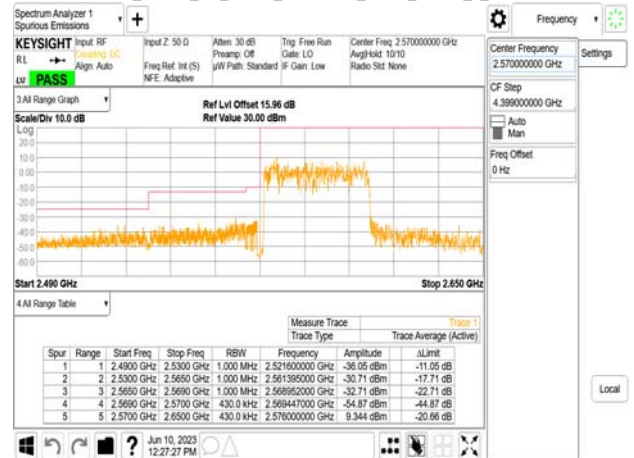 Spectrum Analyzer 1
Spurious Emissions
Frequency
KEYSIGHT Input: RF
Coupling: DC
Align: Auto
Input Z: 50 Ω
Freq Ref: Int (S)
NFE: Adaptive
Atten: 30 dB
Preamp: Off
µW Path: Standard
Trig: Free Run
Gate: LO
IF Gain: Low
Center Freq: 2.570000000 GHz
Avg|Hold: 10/10
Radio Std: None
RL
LU PASS
Center Frequency
2.570000000 GHz
Settings
CF Step
4.399000000 GHz
Auto
Man
Freq Offset
0 Hz
Local
3 All Range Graph
Ref Lvl Offset 15.96 dB
Scale/Div 10.0 dB Ref Value 30.00 dBm
Log
20.0
10.0
0.00
-10.0
-20.0
-30.0
-40.0
-50.0
-60.0
Start 2.490 GHz Stop 2.650 GHz
4 All Range Table
Measure Trace Trace 1
Trace Type Trace Average (Active)
Spur Range Start Freq Stop Freq RBW Frequency Amplitude ΔLimit
1 1 2.4900 GHz 2.5300 GHz 1.000 MHz 2.521600000 GHz -36.05 dBm -11.05 dB
2 2 2.5300 GHz 2.5650 GHz 1.000 MHz 2.561395000 GHz -30.71 dBm -17.71 dB
3 3 2.5650 GHz 2.5690 GHz 1.000 MHz 2.568952000 GHz -32.71 dBm -22.71 dB
4 4 2.5690 GHz 2.5700 GHz 430.0 kHz 2.569447000 GHz -54.87 dBm -44.87 dB
5 5 2.5700 GHz 2.6500 GHz 430.0 kHz 2.576000000 GHz 9.344 dBm -20.66 dB
Jun 10, 2023
12:27:27 PM